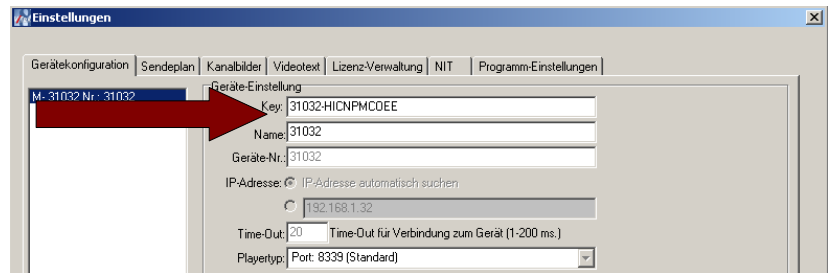 Einstellungen
Gerätekonfiguration Sendeplan Kanalbilder Videotext Lizenz-Verwaltung NIT Programm-Einstellungen
M- 31032 Nr.: 31032
Geräte-Einstellung
Key: 31032-HICNPMCOEE
Name: 31032
Geräte-Nr.: 31032
IP-Adresse: IP-Adresse automatisch suchen
192.168.1.32
Time-Out: 20 Time-Out für Verbindung zum Gerät (1-200 ms.)
Playertyp: Port: 8339 (Standard)